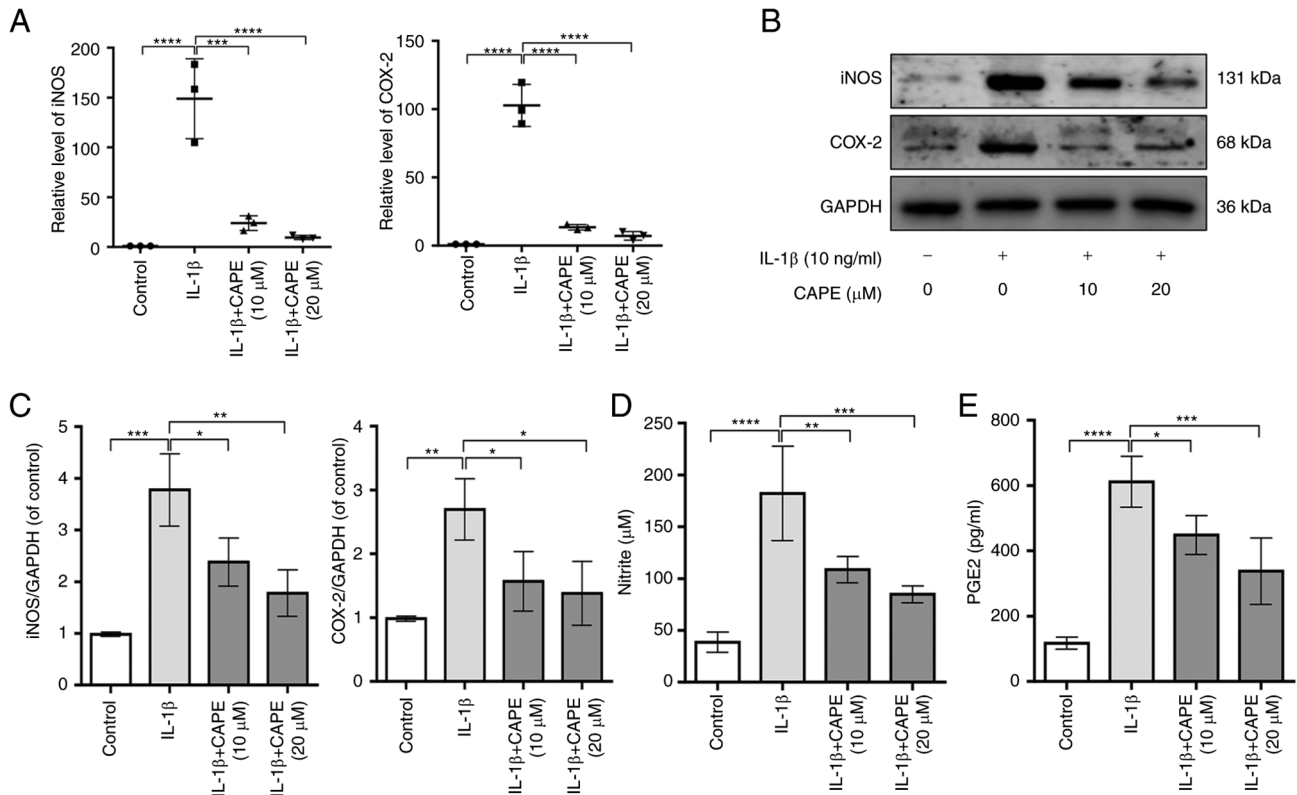 A
Relative level of iNOS
200
150
100
50
0
****
***
****
Control
IL-1β
IL-1β+CAPE
(10 μM)
IL-1β+CAPE
(20 μM)
Relative level of COX-2
150
100
50
0
****
****
****
Control
IL-1β
IL-1β+CAPE
(10 μM)
IL-1β+CAPE
(20 μM)
B
iNOS 131 kDa
COX-2 68 kDa
GAPDH 36 kDa
IL-1β (10 ng/ml) − + + +
CAPE (μM) 0 0 10 20
C
iNOS/GAPDH (of control)
5
4
3
2
1
0
***
*
**
Control
IL-1β
IL-1β+CAPE
(10 μM)
IL-1β+CAPE
(20 μM)
COX-2/GAPDH (of control)
4
3
2
1
0
**
*
*
Control
IL-1β
IL-1β+CAPE
(10 μM)
IL-1β+CAPE
(20 μM)
D
Nitrite (μM)
250
200
150
100
50
0
****
**
***
Control
IL-1β
IL-1β+CAPE
(10 μM)
IL-1β+CAPE
(20 μM)
E
PGE2 (pg/ml)
800
600
400
200
0
****
*
***
Control
IL-1β
IL-1β+CAPE
(10 μM)
IL-1β+CAPE
(20 μM)